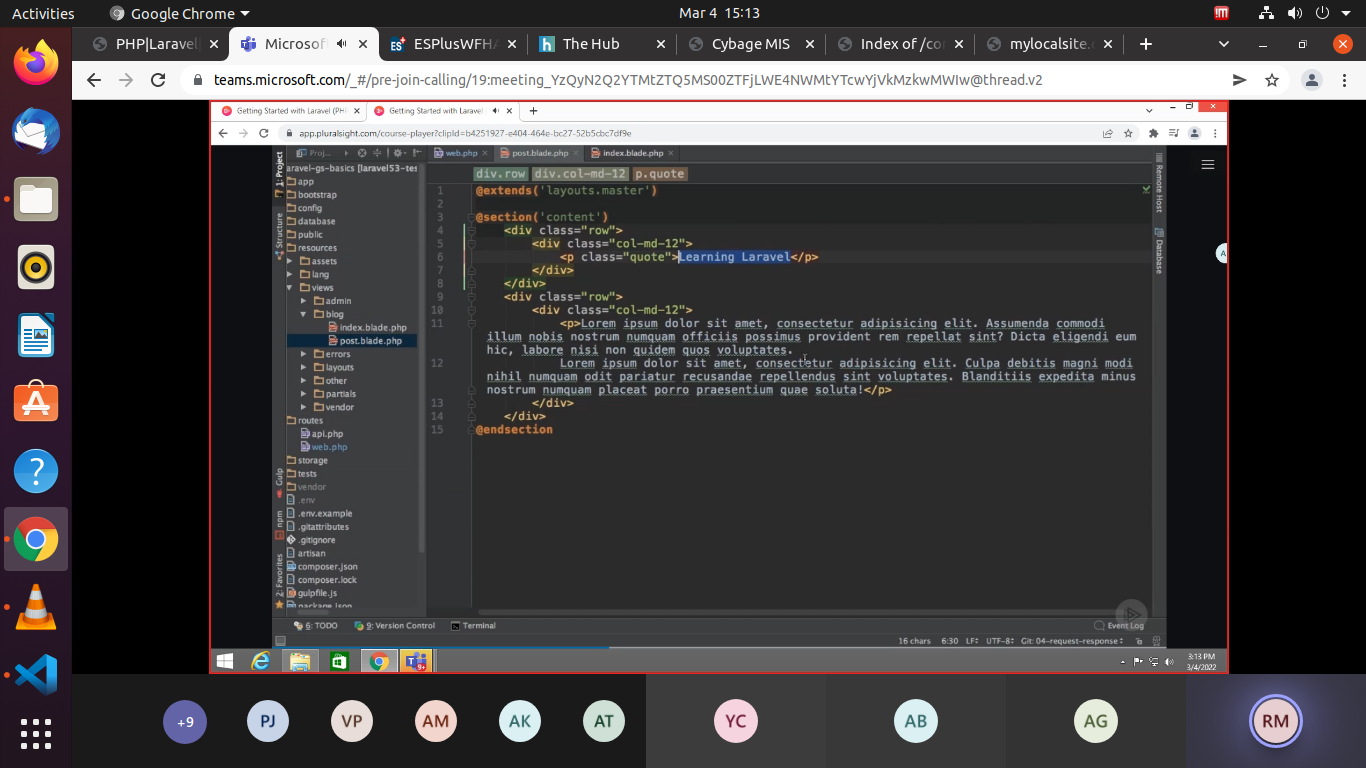 Activities
Google Chrome
Mar 4 15:13
PHP|Laravel
Microsof
ESPlusWFHA
The Hub
Cybage MIS
Index of /co
mylocalsite.c
teams.microsoft.com/_#/pre-join-calling/19:meeting_YzQyN2Q2YTMtZTQ5MS00ZTFjLWE4NWMtYTcwYjVkMzkwMWIw@thread.v2
Getting Started with Laravel (PHP
Getting Started with Laravel
app.pluralsight.com/course-player?clipId=b4251927-e404-464e-bc27-52b5cbc7df9e
Proj...
web.php
post.blade.php
index.blade.php
aravel-gs-basics [laravel53-tes
app
bootstrap
config
database
public
resources
assets
lang
views
admin
blog
index.blade.php
post.blade.php
errors
layouts
other
partials
vendor
routes
api.php
web.php
storage
tests
vendor
.env
.env.example
.gitattributes
.gitignore
artisan
composer.json
composer.lock
gulpfile.js
package.json
1: Project
Structure
Gulp
npm
2: Favorites
div.row div.col-md-12 p.quote
1 @extends('layouts.master')
2
3 @section('content')
4 <div class="row">
5 <div class="col-md-12">
6 <p class="quote">Learning Laravel</p>
7 </div>
8 </div>
9 <div class="row">
10 <div class="col-md-12">
11 <p>Lorem ipsum dolor sit amet, consectetur adipisicing elit. Assumenda commodi
illum nobis nostrum numquam officiis possimus provident rem repellat sint? Dicta eligendi eum
hic, labore nisi non quidem quos voluptates.
12 Lorem ipsum dolor sit amet, consectetur adipisicing elit. Culpa debitis magni modi
nihil numquam odit pariatur recusandae repellendus sint voluptates. Blanditiis expedita minus
nostrum numquam placeat porro praesentium quae soluta!</p>
13 </div>
14 </div>
15 @endsection
Remote Host
Database
A
6: TODO
9: Version Control
Terminal
Event Log
16 chars 6:30 LF÷ UTF-8÷ Git: 04-request-response÷
9+
3:13 PM
3/4/2022
+9
PJ
VP
AM
AK
AT
YC
AB
AG
RM